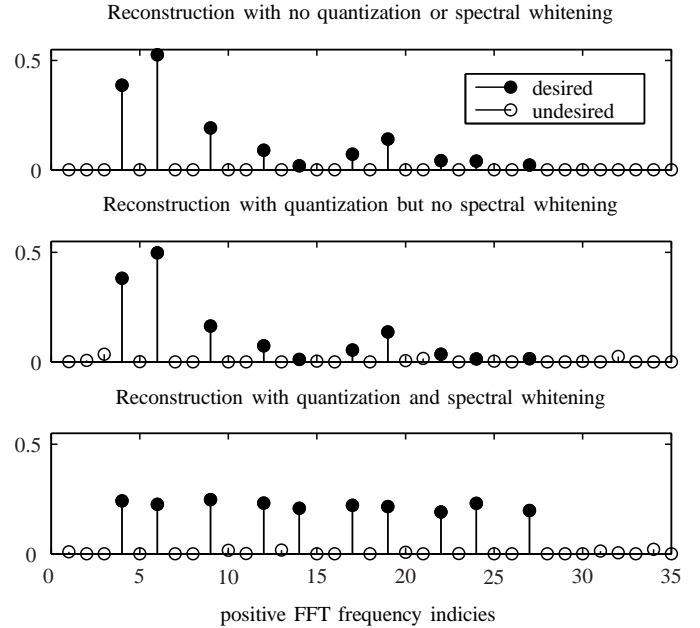 Reconstruction with no quantization or spectral whitening
0.5
0
desired
undesired
Reconstruction with quantization but no spectral whitening
0.5
0
Reconstruction with quantization and spectral whitening
0.5
0
0 5 10 15 20 25 30 35
positive FFT frequency indicies